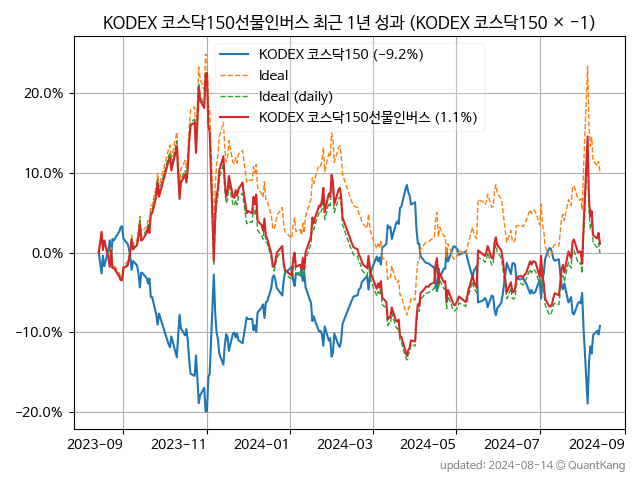 KODEX 코스닥150선물인버스 최근 1년 성과 (KODEX 코스닥150 × −1)
KODEX 코스닥150 (−9.2%)
Ideal
Ideal (daily)
KODEX 코스닥150선물인버스 (1.1%)
20.0%
10.0%
0.0%
−10.0%
−20.0%
2023-09
2023-11
2024-01
2024-03
2024-05
2024-07
2024-09
updated: 2024-08-14 © QuantKang